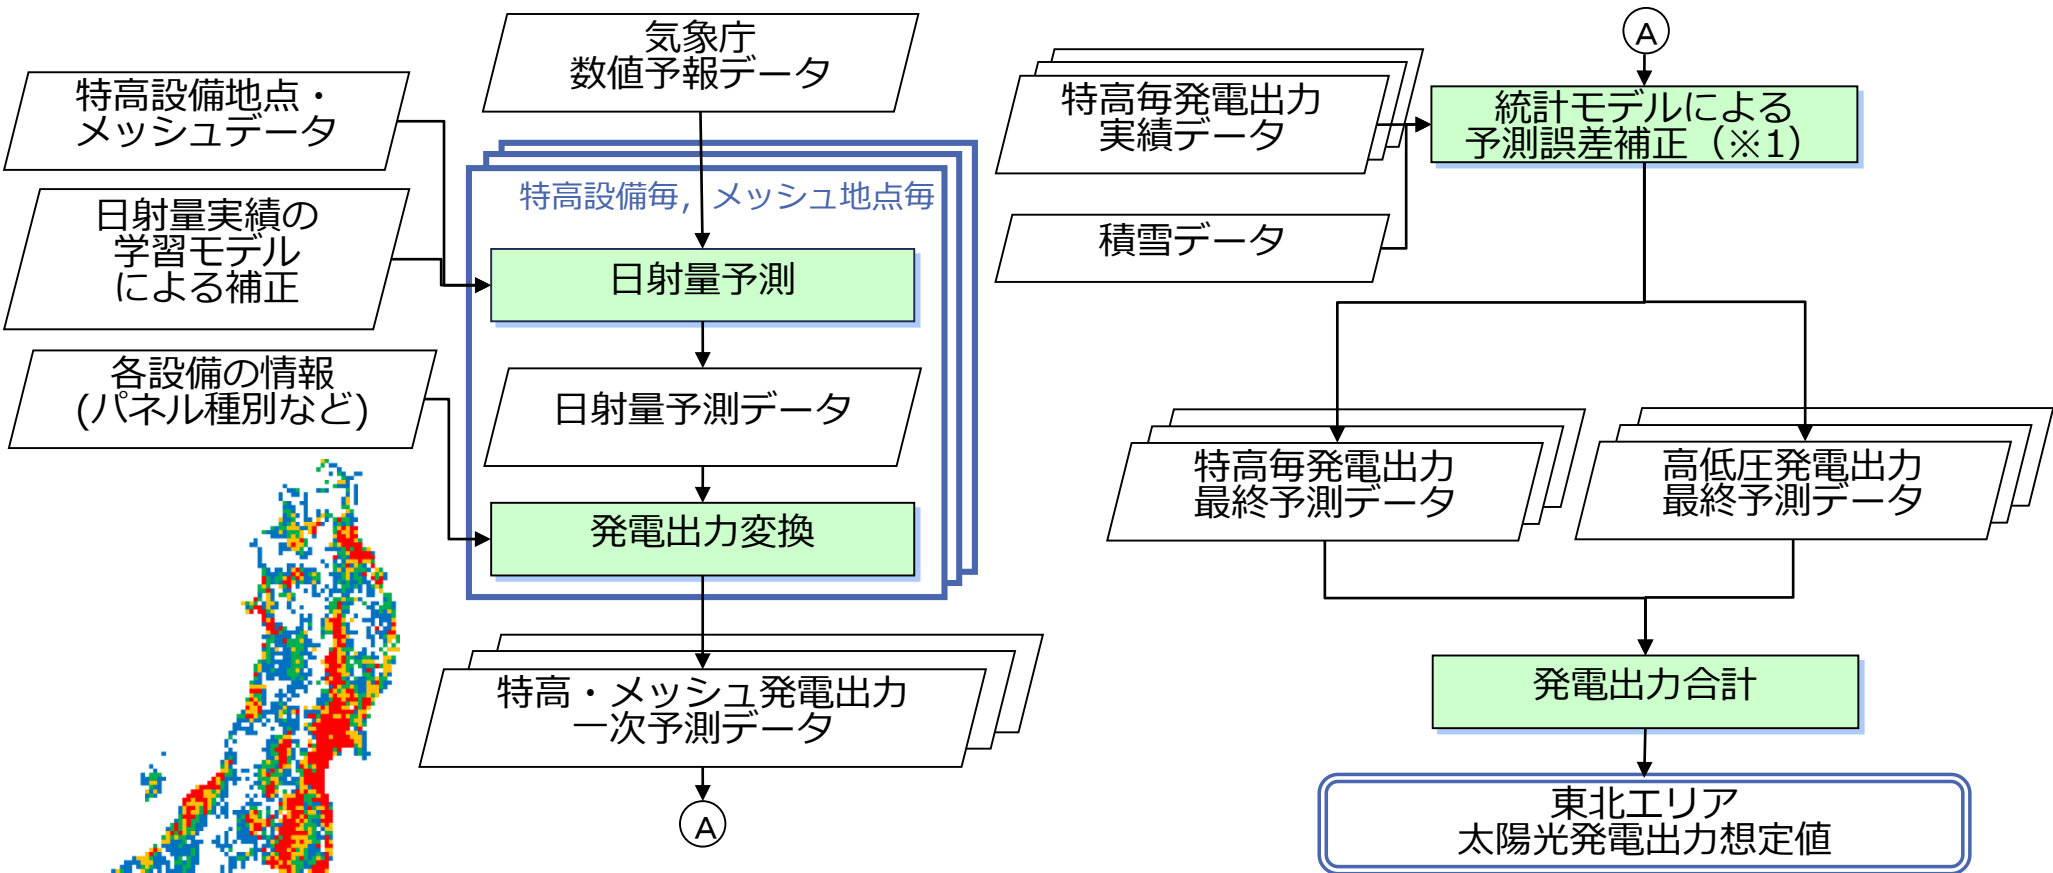 気象庁
数値予報データ
特高設備地点・
メッシュデータ
日射量実績の
学習モデル
による補正
各設備の情報
(パネル種別など)
特高設備毎，メッシュ地点毎
日射量予測
日射量予測データ
発電出力変換
特高・メッシュ発電出力
一次予測データ
A
A
特高毎発電出力
実績データ
積雪データ
統計モデルによる
予測誤差補正（※1）
特高毎発電出力
最終予測データ
高低圧発電出力
最終予測データ
発電出力合計
東北エリア
太陽光発電出力想定値